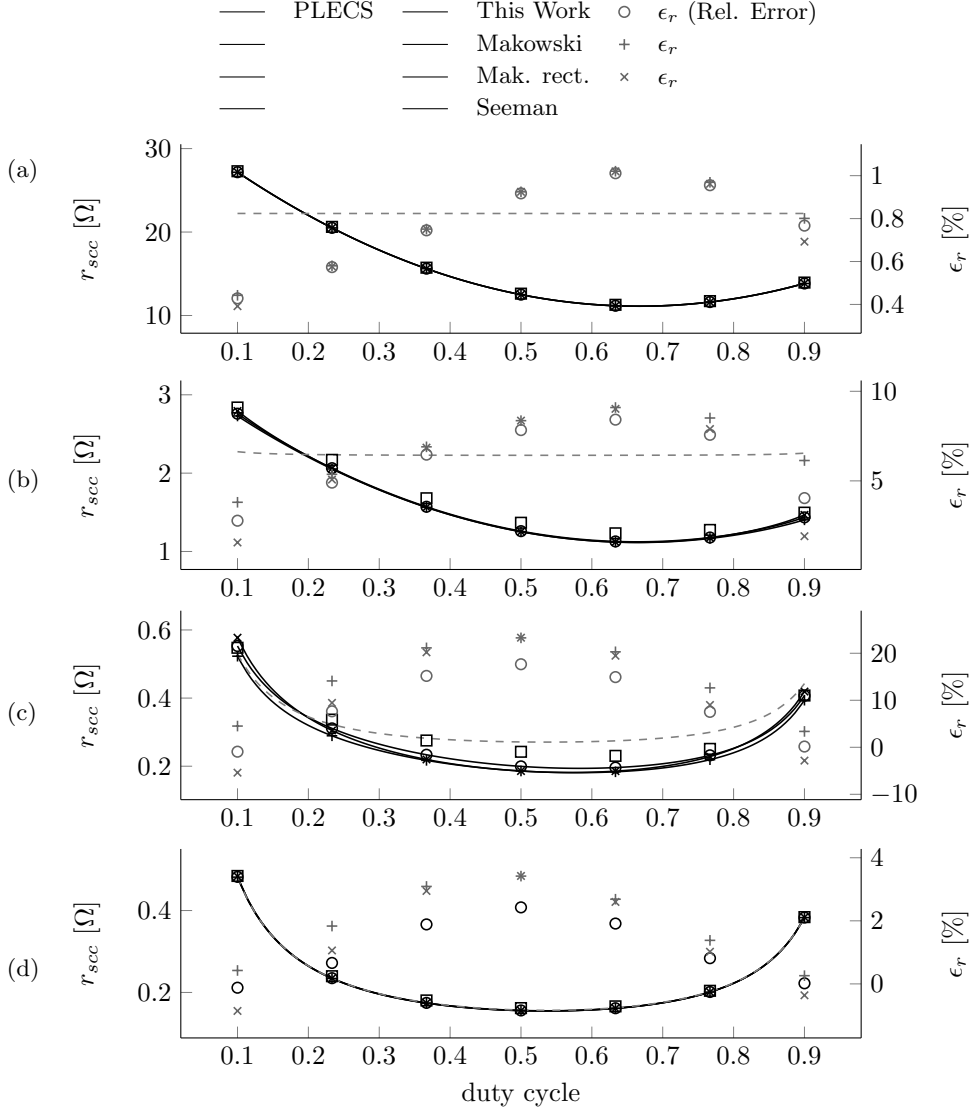 PLECS This Work ϵr (Rel. Error)
Makowski ϵr
Mak. rect. ϵr
Seeman
(a)
rscc [Ω]
30
20
10
1
0.8
0.6
0.4
ϵr [%]
0.1 0.2 0.3 0.4 0.5 0.6 0.7 0.8 0.9
(b)
rscc [Ω]
3
2
1
10
5
ϵr [%]
0.1 0.2 0.3 0.4 0.5 0.6 0.7 0.8 0.9
(c)
rscc [Ω]
0.6
0.4
0.2
20
10
0
−10
ϵr [%]
0.1 0.2 0.3 0.4 0.5 0.6 0.7 0.8 0.9
(d)
rscc [Ω]
0.4
0.2
4
2
0
ϵr [%]
0.1 0.2 0.3 0.4 0.5 0.6 0.7 0.8 0.9
duty cycle